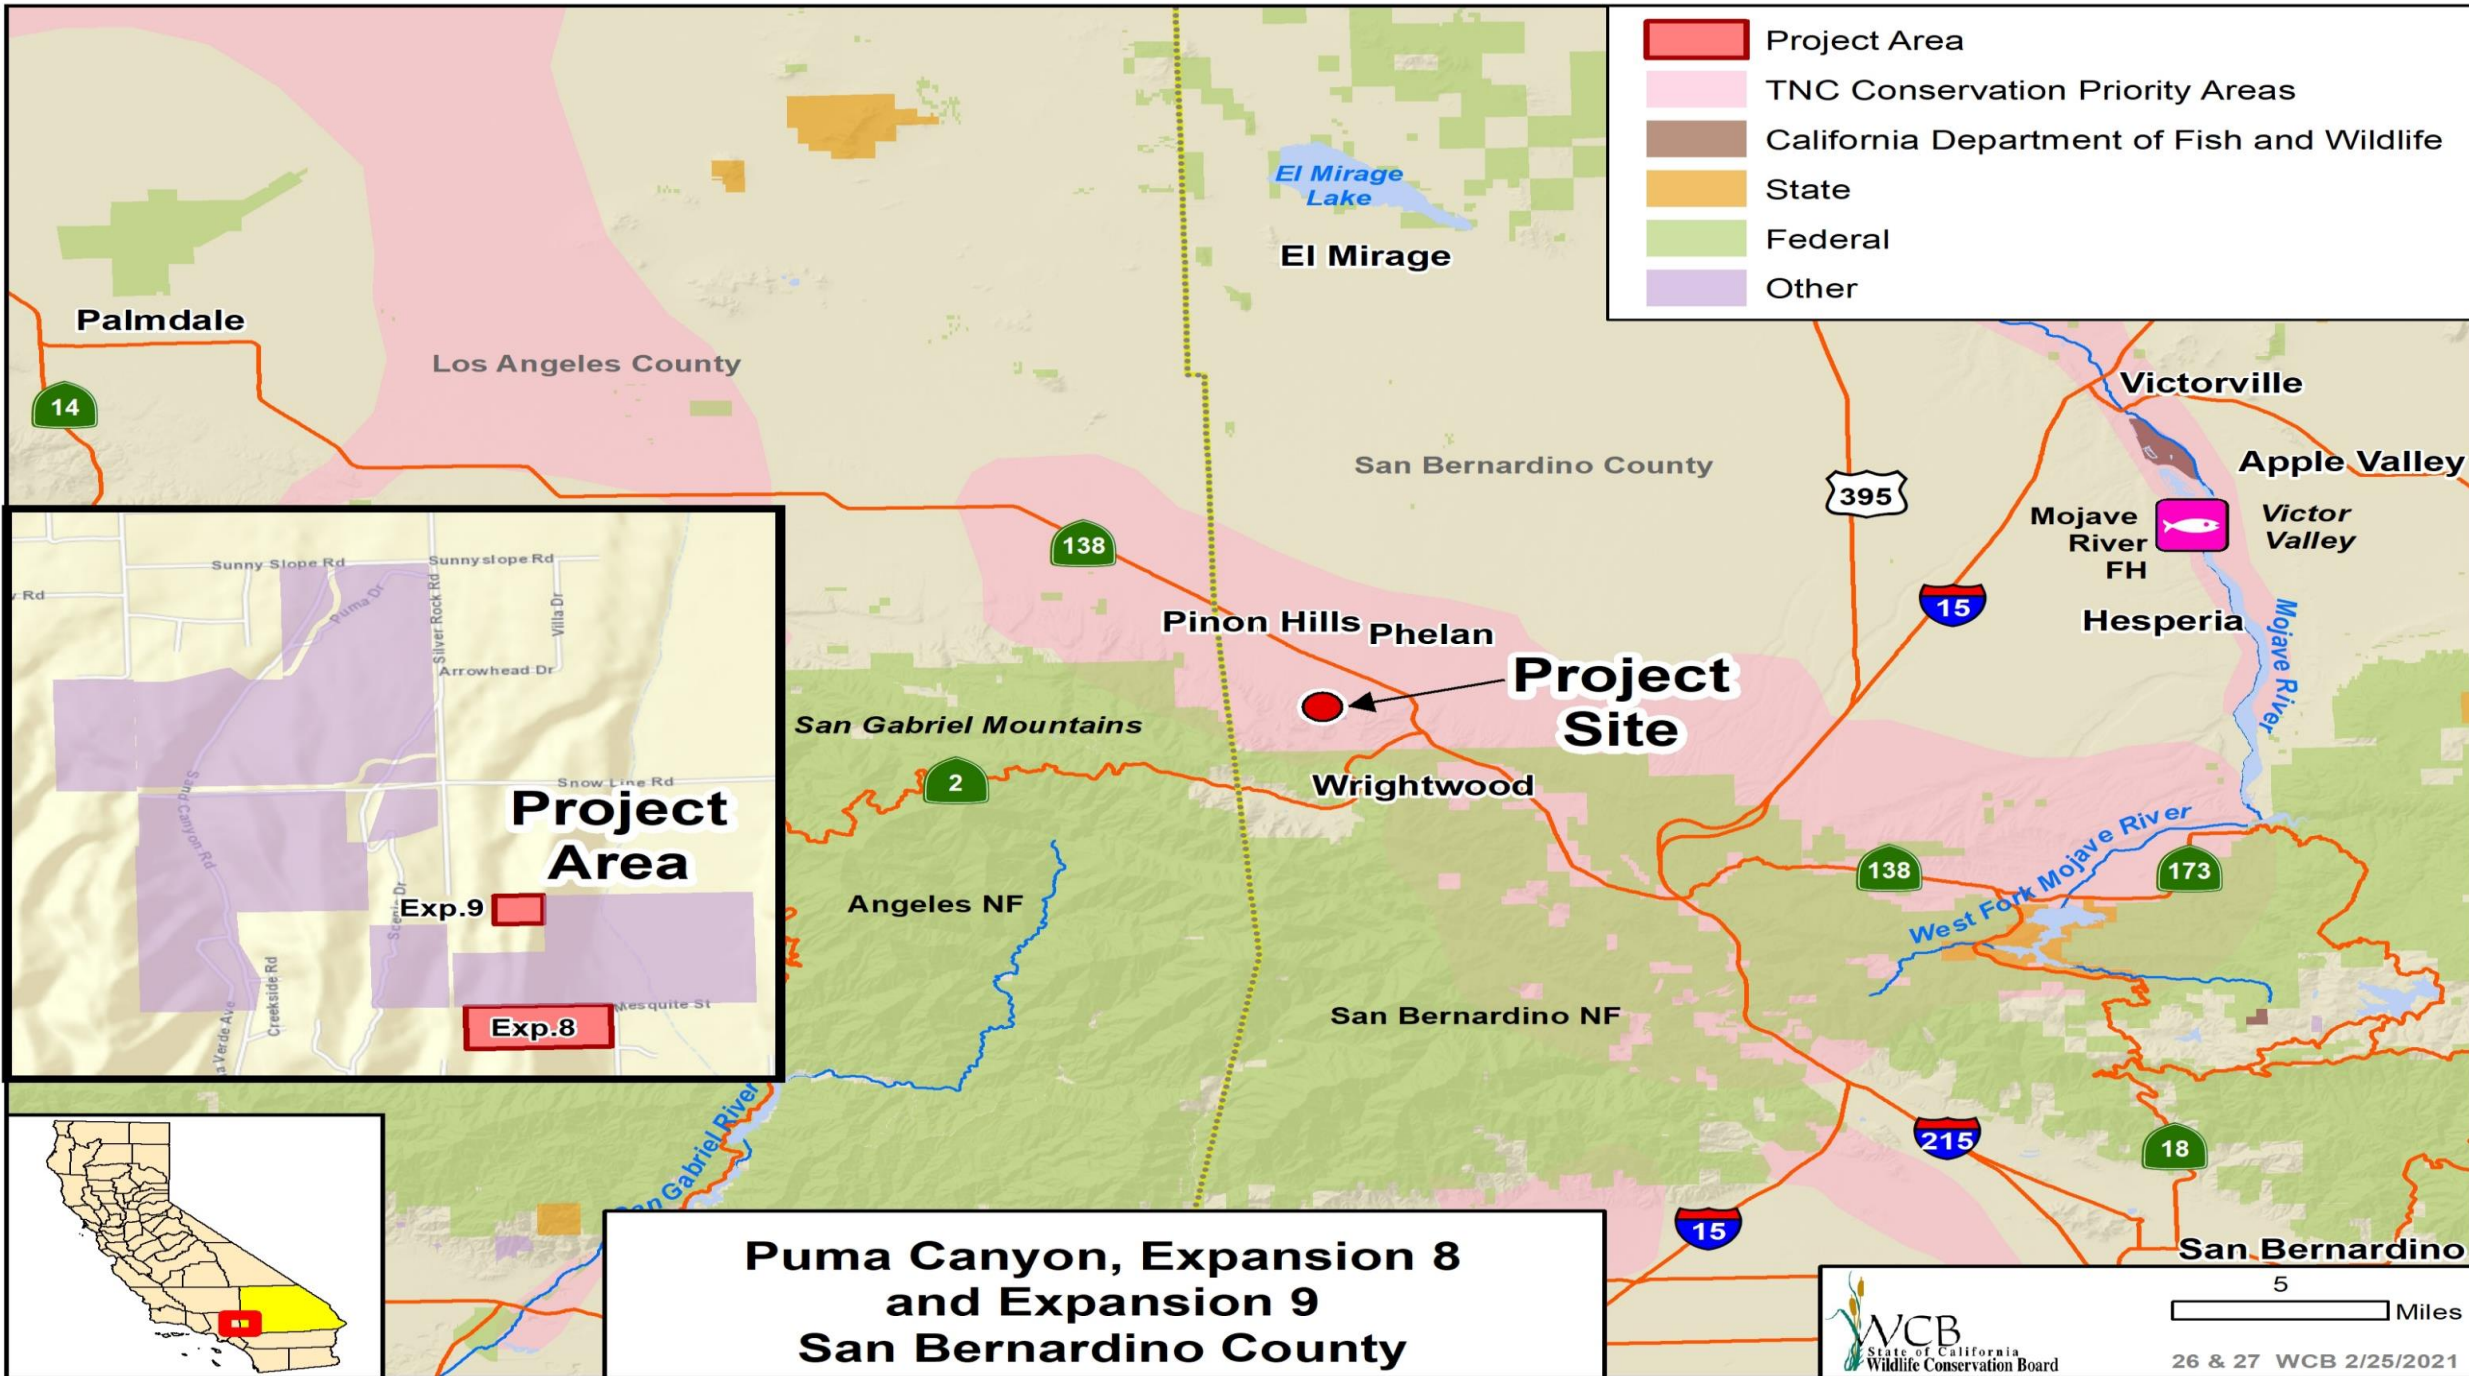 Project Area
TNC Conservation Priority Areas
California Department of Fish and Wildlife
State
Federal
Other
El Mirage
Lake
El Mirage
Palmdale
Los Angeles County
14
Victorville
San Bernardino County
395
Apple Valley
Mojave
River
FH
Victor
Valley
138
15
Hesperia
Mojave River
Pinon Hills
Phelan
Project
Site
San Gabriel Mountains
2
Wrightwood
Angeles NF
138
West Fork Mojave River
173
San Bernardino NF
215
18
15
San Bernardino
San Gabriel River
Sunny Slope Rd
Sunnyslope Rd
Rd
Puma Dr
Silver Rock Rd
Villa Dr
Arrowhead Dr
Sand Canyon Rd
Snow Line Rd
Project
Area
Exp.9
Scenic Dr
Creekside Rd
a Verde Ave
Mesquite St
Exp.8
Puma Canyon, Expansion 8
and Expansion 9
San Bernardino County
WCB
State of California
Wildlife Conservation Board
5
Miles
26 & 27 WCB 2/25/2021